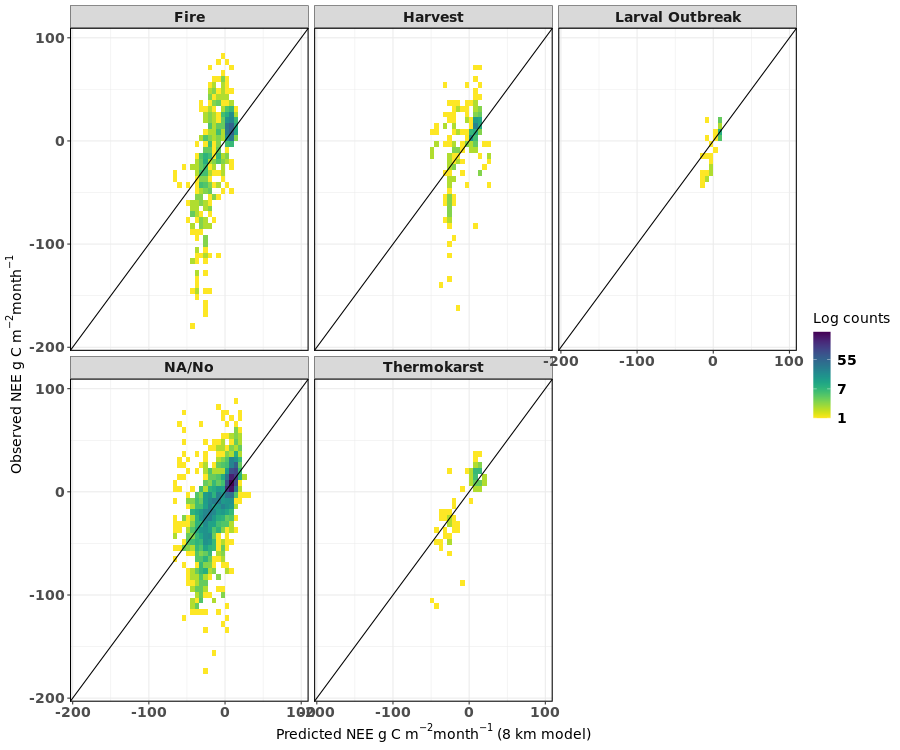 Fire Harvest Larval Outbreak
100
0
-100
-200
-200 -100 0 100
NA/No Thermokarst
100
0
-100
-200
-200 -100 0 100
-200 -100 0 100
Observed NEE g C m−2month−1
Predicted NEE g C m−2month−1 (8 km model)
Log counts
55
7
1